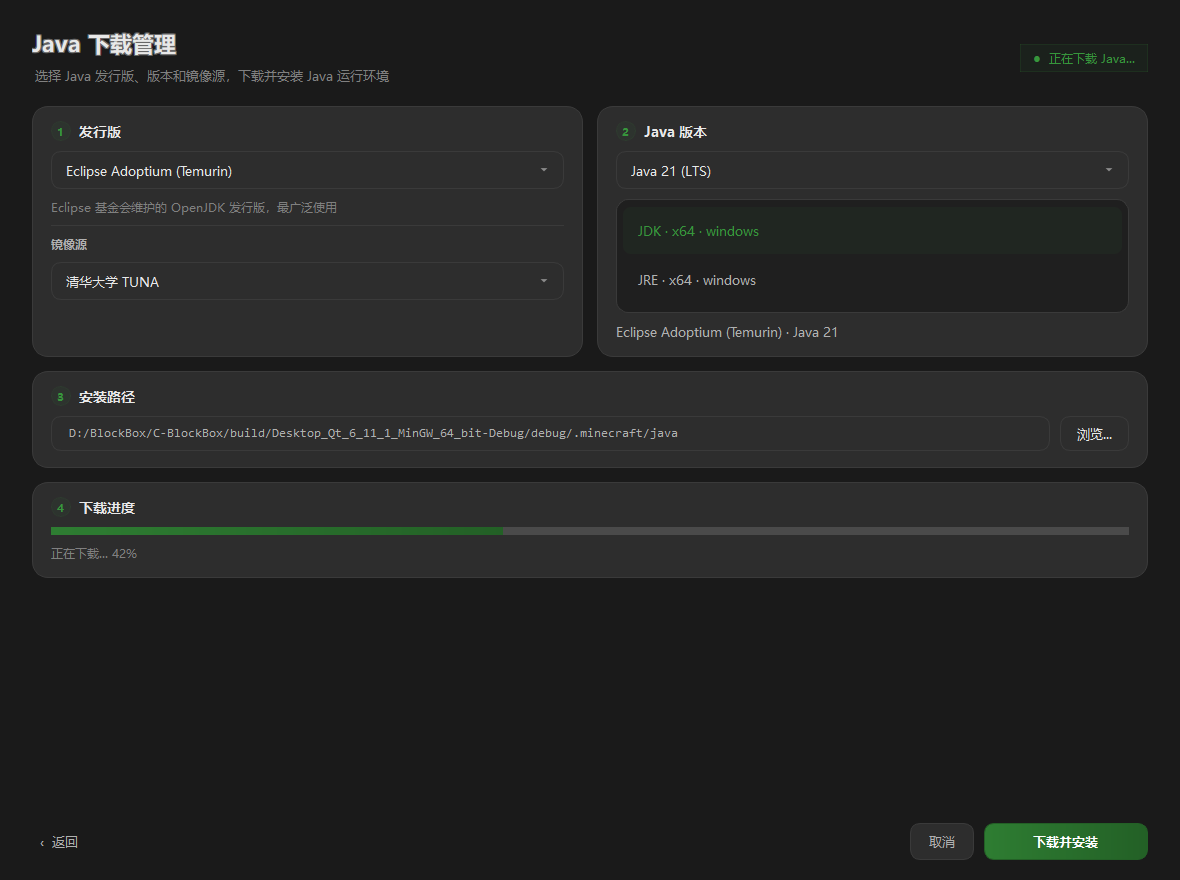 Java 下载管理
选择 Java 发行版、版本和镜像源，下载并安装 Java 运行环境
正在下载 Java...
1 发行版
Eclipse Adoptium (Temurin)
Eclipse 基金会维护的 OpenJDK 发行版，最广泛使用
镜像源
清华大学 TUNA
2 Java 版本
Java 21 (LTS)
JDK · x64 · windows
JRE · x64 · windows
Eclipse Adoptium (Temurin) · Java 21
3 安装路径
D:/BlockBox/C-BlockBox/build/Desktop_Qt_6_11_1_MinGW_64_bit-Debug/debug/.minecraft/java
浏览...
4 下载进度
正在下载... 42%
‹ 返回
取消
下载并安装